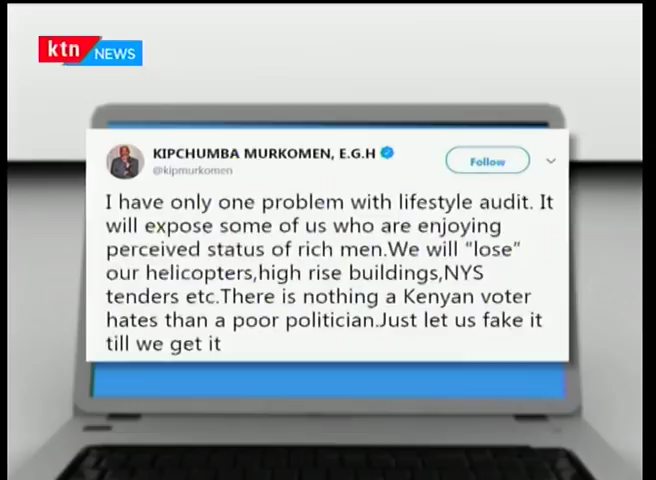 ktn NEWS
KIPCHUMBA MURKOMEN, E.G.H
@kipmurkomen
Follow
I have only one problem with lifestyle audit. It
will expose some of us who are enjoying
perceived status of rich men.We will "lose"
our helicopters,high rise buildings,NYS
tenders etc.There is nothing a Kenyan voter
hates than a poor politician.Just let us fake it
till we get it